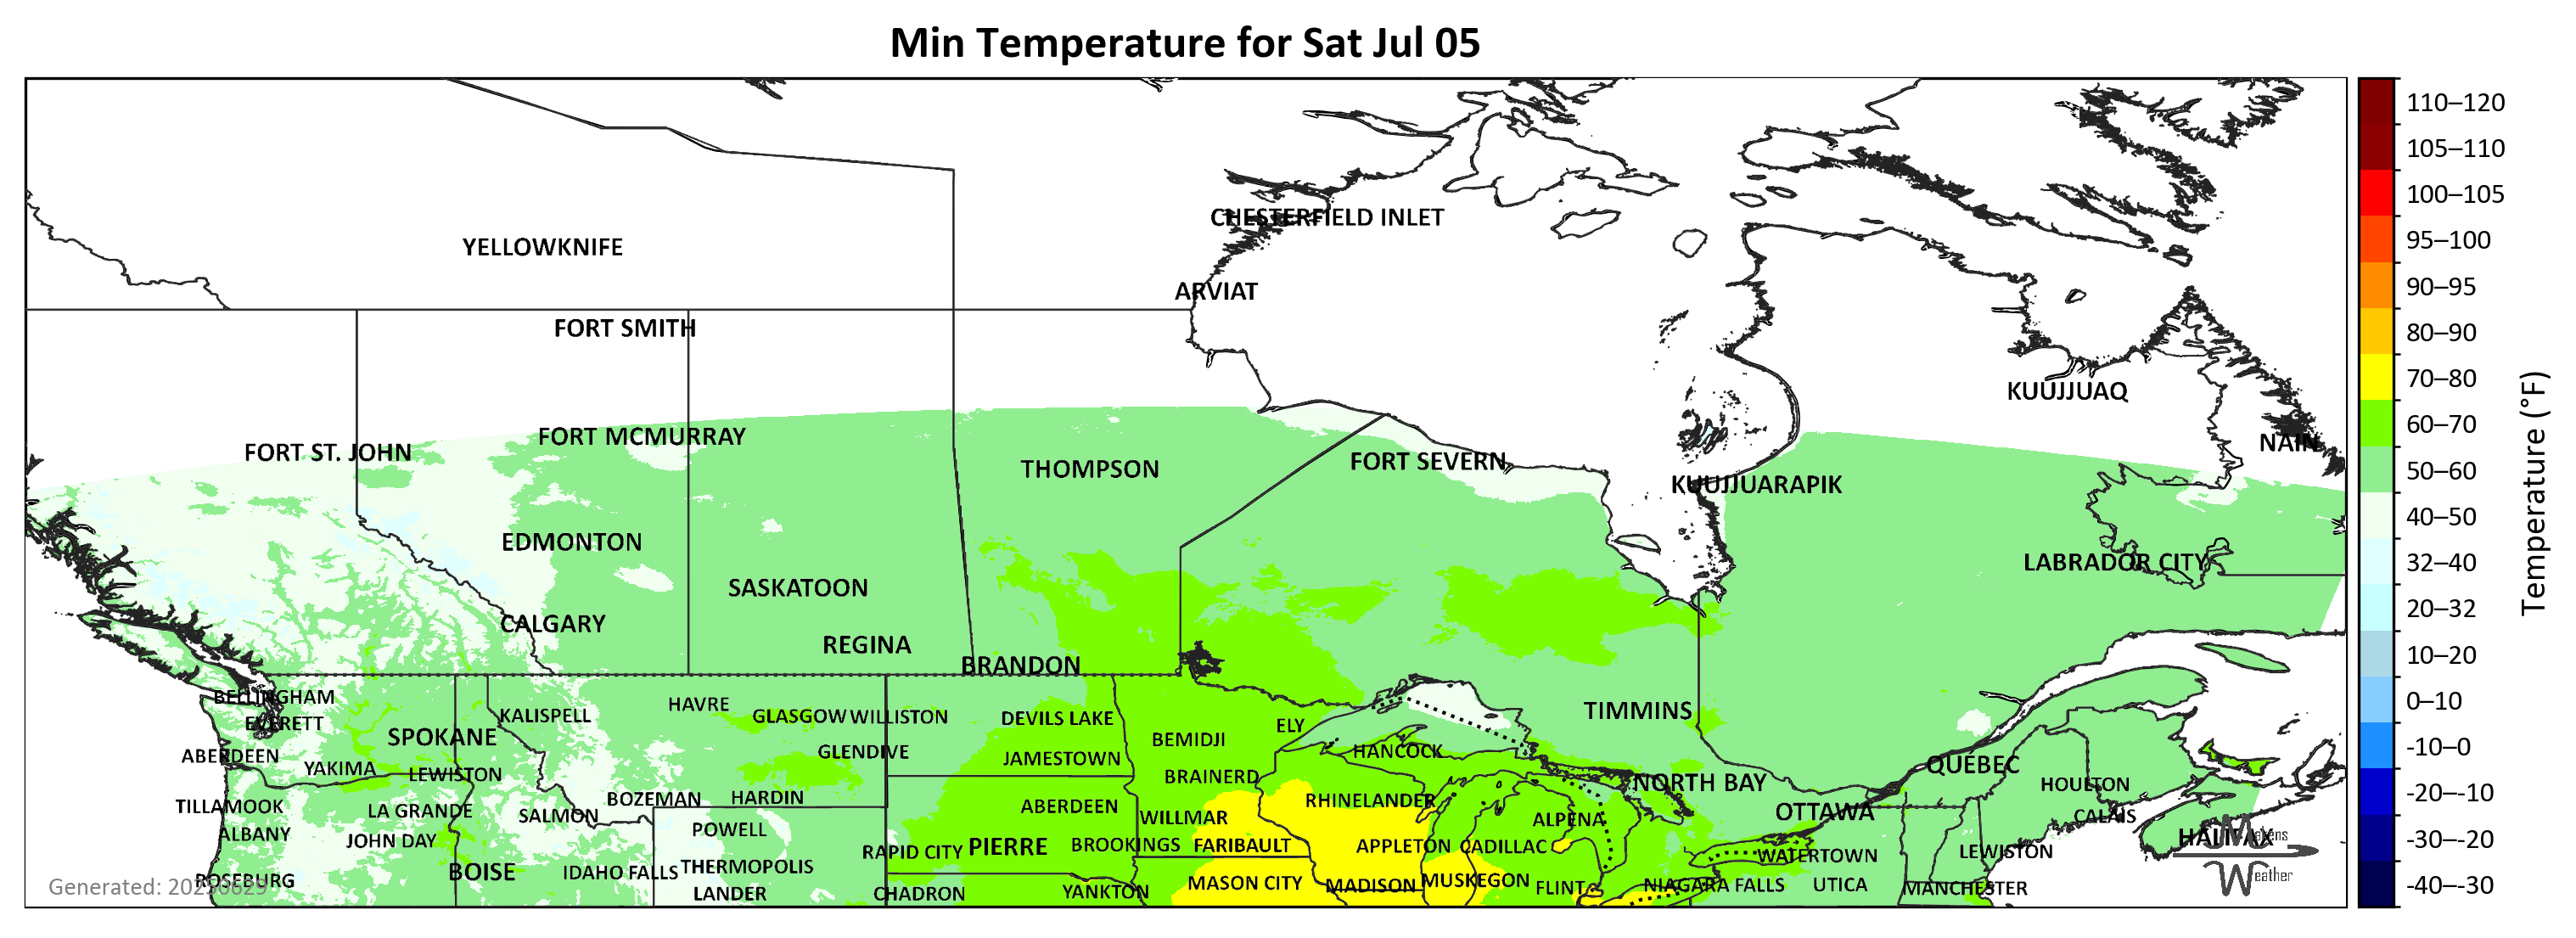 Min Temperature for Sat Jul 05
CHESTERFIELD INLET
YELLOWKNIFE
ARVIAT
FORT SMITH
KUUJJUAQ
FORT MCMURRAY
NAIN
FORT ST. JOHN
FORT SEVERN
THOMPSON
KUUJJUARAPIK
EDMONTON
LABRADOR CITY
SASKATOON
CALGARY
REGINA
BRANDON
BELLINGHAM
HAVRE
TIMMINS
KALISPELL
GLASGOW
WILLISTON
DEVILS LAKE
EVERETT
ELY
SPOKANE
BEMIDJI
HANCOCK
GLENDIVE
ABERDEEN
JAMESTOWN
QUÉBEC
YAKIMA
LEWISTON
BRAINERD
NORTH BAY
HOULTON
BOZEMAN
HARDIN
RHINELANDER
TILLAMOOK
ABERDEEN
LA GRANDE
SALMON
WILLMAR
OTTAWA
CALAIS
ALPENA
POWELL
ALBANY
JOHN DAY
HALIFAX
Makens
Weather
RAPID CITY
PIERRE
BROOKINGS
FARIBAULT
APPLETON
CADILLAC
LEWISTON
WATERTOWN
THERMOPOLIS
BOISE
IDAHO FALLS
ROSEBURG
MASON CITY
MADISON
MUSKEGON
FLINT
NIAGARA FALLS
UTICA
MANCHESTER
LANDER
CHADRON
YANKTON
Generated: 20250629
110–120
105–110
100–105
95–100
90–95
80–90
70–80
60–70
50–60
40–50
32–40
20–32
10–20
0–10
-10–0
-20–-10
-30–-20
-40–-30
Temperature (°F)